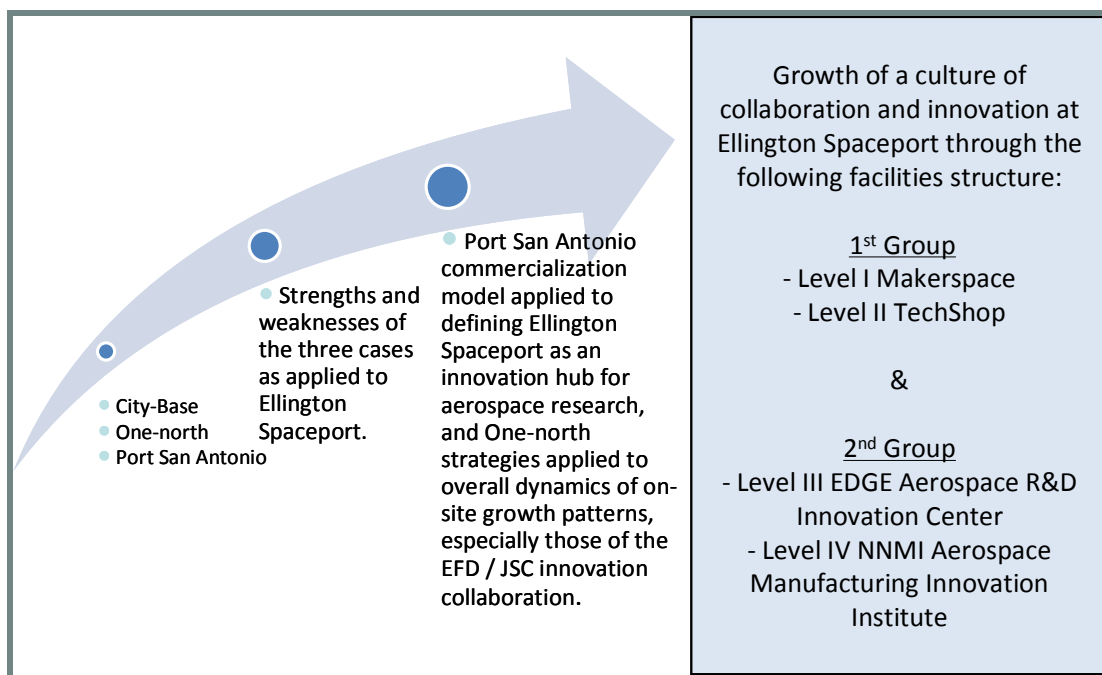 City-Base
One-north
Port San Antonio
Strengths and
weaknesses of
the three cases
as applied to
Ellington
Spaceport.
Port San Antonio
commercialization
model applied to
defining Ellington
Spaceport as an
innovation hub for
aerospace research,
and One-north
strategies applied to
overall dynamics of on-
site growth patterns,
especially those of the
EFD / JSC innovation
collaboration.
Growth of a culture of
collaboration and innovation at
Ellington Spaceport through the
following facilities structure:
1st Group
- Level I Makerspace
- Level II TechShop
&
2nd Group
- Level III EDGE Aerospace R&D
Innovation Center
- Level IV NNMI Aerospace
Manufacturing Innovation
Institute